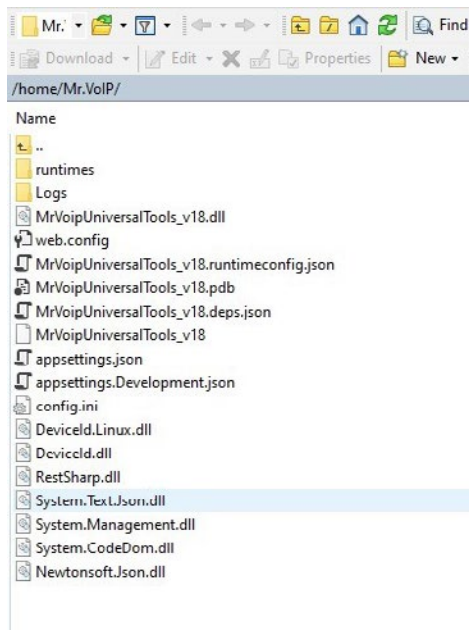 Mr.' Find
Download Edit Properties New
/home/Mr.VoIP/
Name
..
runtimes
Logs
MrVoipUniversalTools_v18.dll
web.config
MrVoipUniversalTools_v18.runtimeconfig.json
MrVoipUniversalTools_v18.pdb
MrVoipUniversalTools_v18.deps.json
MrVoipUniversalTools_v18
appsettings.json
appsettings.Development.json
config.ini
DeviceId.Linux.dll
DeviceId.dll
RestSharp.dll
System.Text.Json.dll
System.Management.dll
System.CodeDom.dll
Newtonsoft.Json.dll